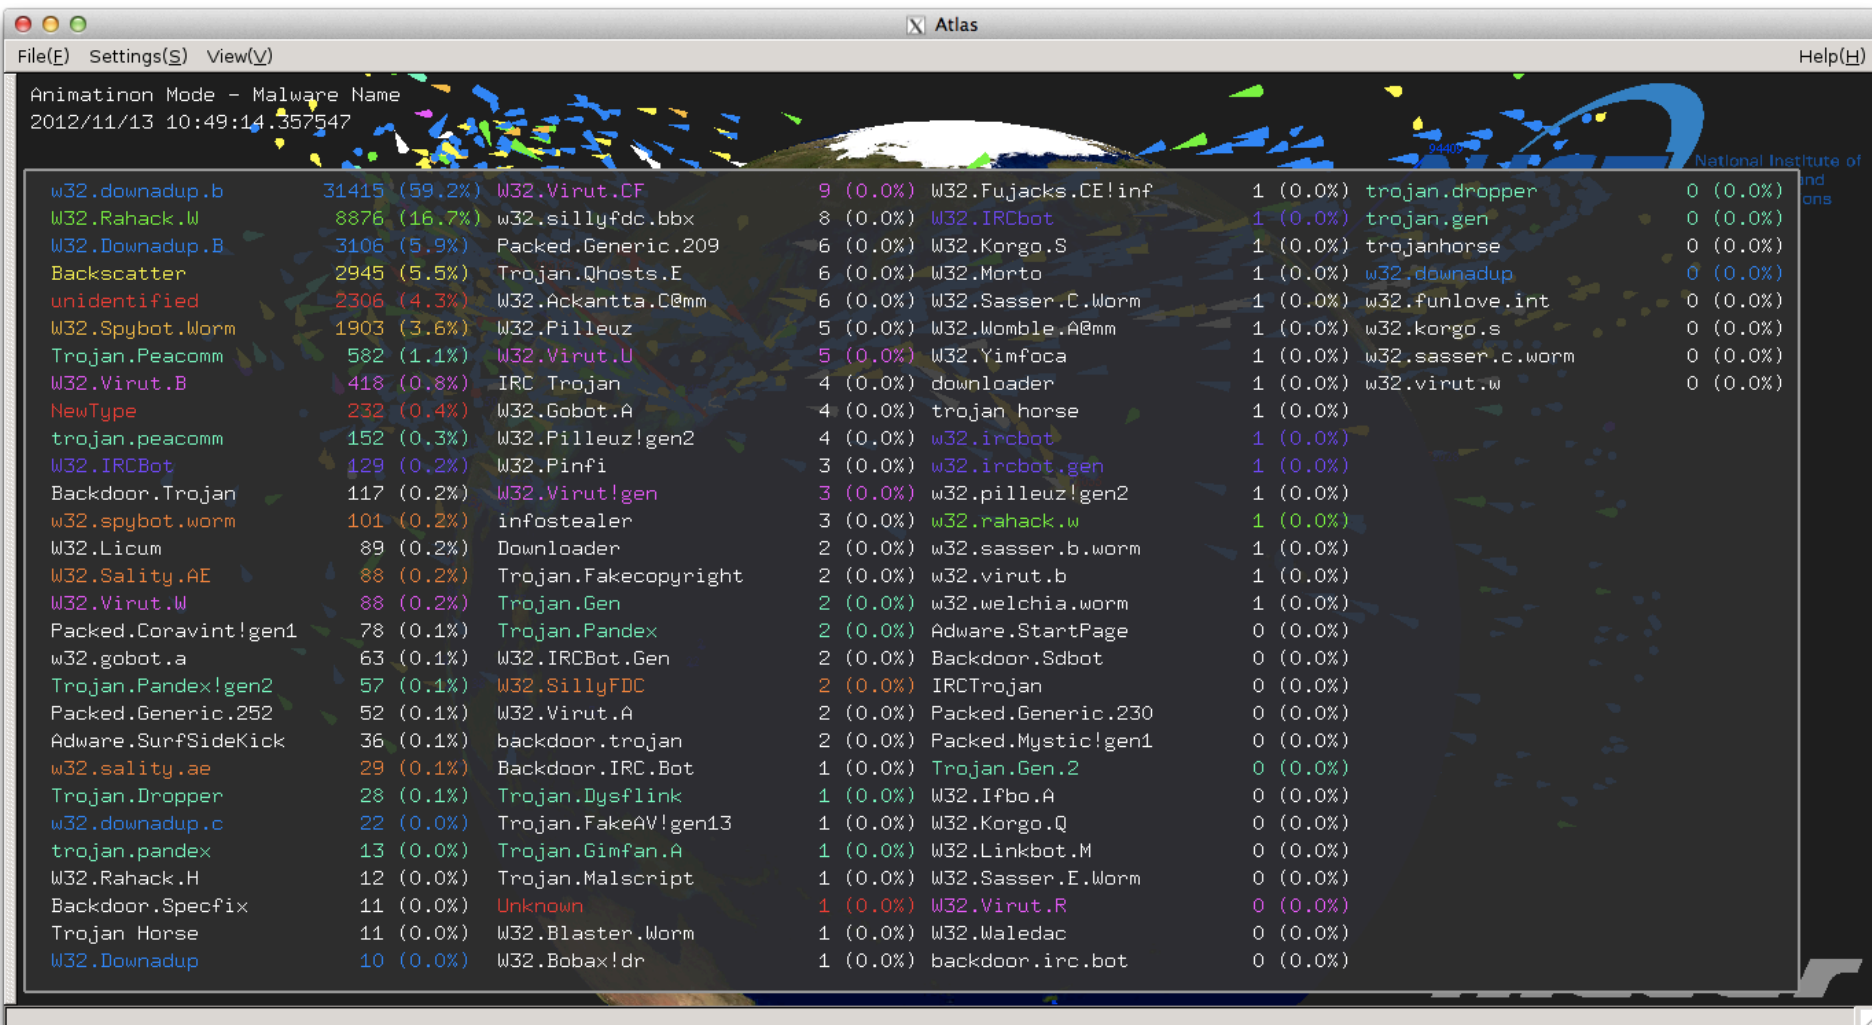 Atlas
File(F) Settings(S) View(V) Help(H)
Animatinon Mode - Malware Name
2012/11/13 10:49:14.357547
94409
National Institute of
and
ons
w32.downadup.b 31415 (59.2%) W32.Virut.CF 9 (0.0%) W32.Fujacks.CE!inf 1 (0.0%) trojan.dropper 0 (0.0%)
W32.Rahack.W 8876 (16.7%) w32.sillyfdc.bbx 8 (0.0%) W32.IRCbot 1 (0.0%) trojan.gen 0 (0.0%)
W32.Downadup.B 3106 (5.9%) Packed.Generic.209 6 (0.0%) W32.Korgo.S 1 (0.0%) trojanhorse 0 (0.0%)
Backscatter 2945 (5.5%) Trojan.Qhosts.E 6 (0.0%) W32.Morto 1 (0.0%) w32.downadup 0 (0.0%)
unidentified 2306 (4.3%) W32.Ackantta.C@mm 6 (0.0%) W32.Sasser.C.Worm 1 (0.0%) w32.funlove.int 0 (0.0%)
W32.Spybot.Worm 1903 (3.6%) W32.Pilleuz 5 (0.0%) W32.Womble.A@mm 1 (0.0%) w32.korgo.s 0 (0.0%)
Trojan.Peacomm 582 (1.1%) W32.Virut.U 5 (0.0%) W32.Yimfoca 1 (0.0%) w32.sasser.c.worm 0 (0.0%)
W32.Virut.B 418 (0.8%) IRC Trojan 4 (0.0%) downloader 1 (0.0%) w32.virut.w 0 (0.0%)
NewType 232 (0.4%) W32.Gobot.A 4 (0.0%) trojan horse 1 (0.0%)
trojan.peacomm 152 (0.3%) W32.Pilleuz!gen2 4 (0.0%) w32.ircbot 1 (0.0%)
W32.IRCBot 129 (0.2%) W32.Pinfi 3 (0.0%) w32.ircbot.gen 1 (0.0%)
Backdoor.Trojan 117 (0.2%) W32.Virut!gen 3 (0.0%) w32.pilleuz!gen2 1 (0.0%)
w32.spybot.worm 101 (0.2%) infostealer 3 (0.0%) w32.rahack.w 1 (0.0%)
W32.Licum 89 (0.2%) Downloader 2 (0.0%) w32.sasser.b.worm 1 (0.0%)
W32.Sality.AE 88 (0.2%) Trojan.Fakecopyright 2 (0.0%) w32.virut.b 1 (0.0%)
W32.Virut.W 88 (0.2%) Trojan.Gen 2 (0.0%) w32.welchia.worm 1 (0.0%)
Packed.Coravint!gen1 78 (0.1%) Trojan.Pandex 2 (0.0%) Adware.StartPage 0 (0.0%)
w32.gobot.a 63 (0.1%) W32.IRCBot.Gen 2 (0.0%) Backdoor.Sdbot 0 (0.0%)
Trojan.Pandex!gen2 57 (0.1%) W32.SillyFDC 2 (0.0%) IRCTrojan 0 (0.0%)
Packed.Generic.252 52 (0.1%) W32.Virut.A 2 (0.0%) Packed.Generic.230 0 (0.0%)
Adware.SurfSideKick 36 (0.1%) backdoor.trojan 2 (0.0%) Packed.Mystic!gen1 0 (0.0%)
w32.sality.ae 29 (0.1%) Backdoor.IRC.Bot 1 (0.0%) Trojan.Gen.2 0 (0.0%)
Trojan.Dropper 28 (0.1%) Trojan.Dysflink 1 (0.0%) W32.Ifbo.A 0 (0.0%)
w32.downadup.c 22 (0.0%) Trojan.FakeAV!gen13 1 (0.0%) W32.Korgo.Q 0 (0.0%)
trojan.pandex 13 (0.0%) Trojan.Gimfan.A 1 (0.0%) W32.Linkbot.M 0 (0.0%)
W32.Rahack.H 12 (0.0%) Trojan.Malscript 1 (0.0%) W32.Sasser.E.Worm 0 (0.0%)
Backdoor.Specfix 11 (0.0%) Unknown 1 (0.0%) W32.Virut.R 0 (0.0%)
Trojan Horse 11 (0.0%) W32.Blaster.Worm 1 (0.0%) W32.Waledac 0 (0.0%)
W32.Downadup 10 (0.0%) W32.Bobax!dr 1 (0.0%) backdoor.irc.bot 0 (0.0%)